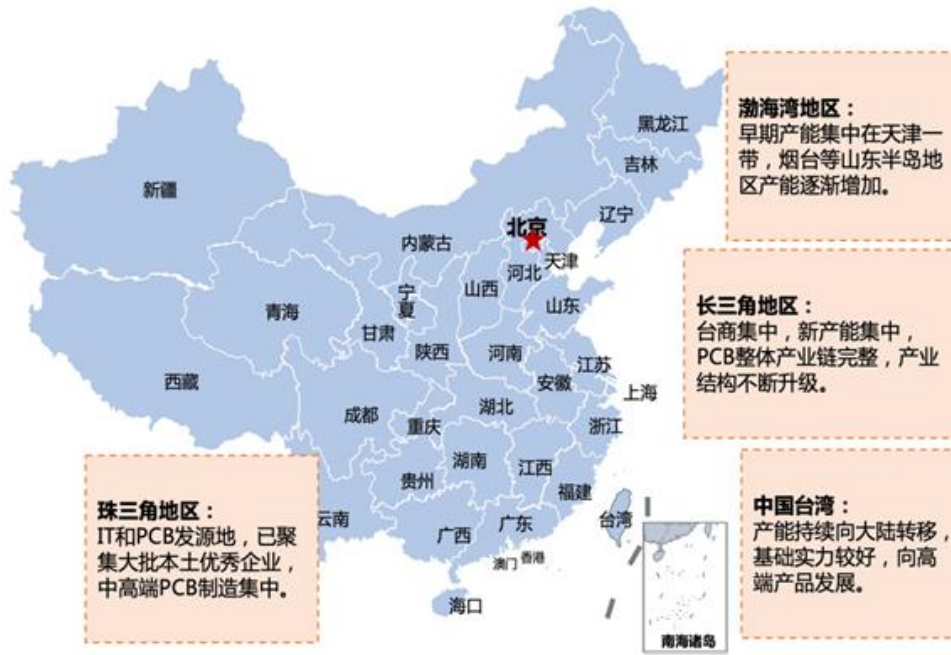 渤海湾地区：
早期产能集中在天津一
带，烟台等山东半岛地
区产能逐渐增加。
黑龙江
吉林
辽宁
新疆
内蒙古
北京
天津
河北
山西
宁
夏
山东
青海
甘肃
陕西
河南
西藏
江苏
安徽
上海
成都
重庆
湖北
浙江
贵州
湖南
江西
福建
云南
广西
广东
台湾
澳门
香港
海口
南海诸岛
长三角地区：
台商集中，新产能集中，
PCB整体产业链完整，产业
结构不断升级。
珠三角地区：
IT和PCB发源地，已聚
集大批本土优秀企业，
中高端PCB制造集中。
中国台湾：
产能持续向大陆转移，
基础实力较好，向高
端产品发展。